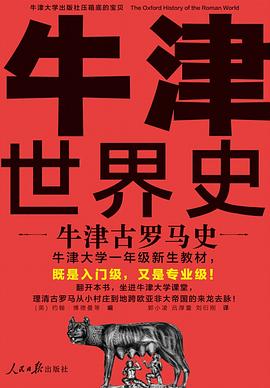 牛津大学出版社压箱底的宝贝 The Oxford History of the Roman World
牛津
世界史
牛津古罗马史
牛津大学一年级新生教材，
既是入门级，又是专业级！
翻开本书，坐进牛津大学课堂，
理清古罗马从小村庄到地跨欧亚非大帝国的来龙去脉！
（英）约翰·博德曼等 编 郭小凌 吕厚量 刘衍刚 译
人民日报出版社